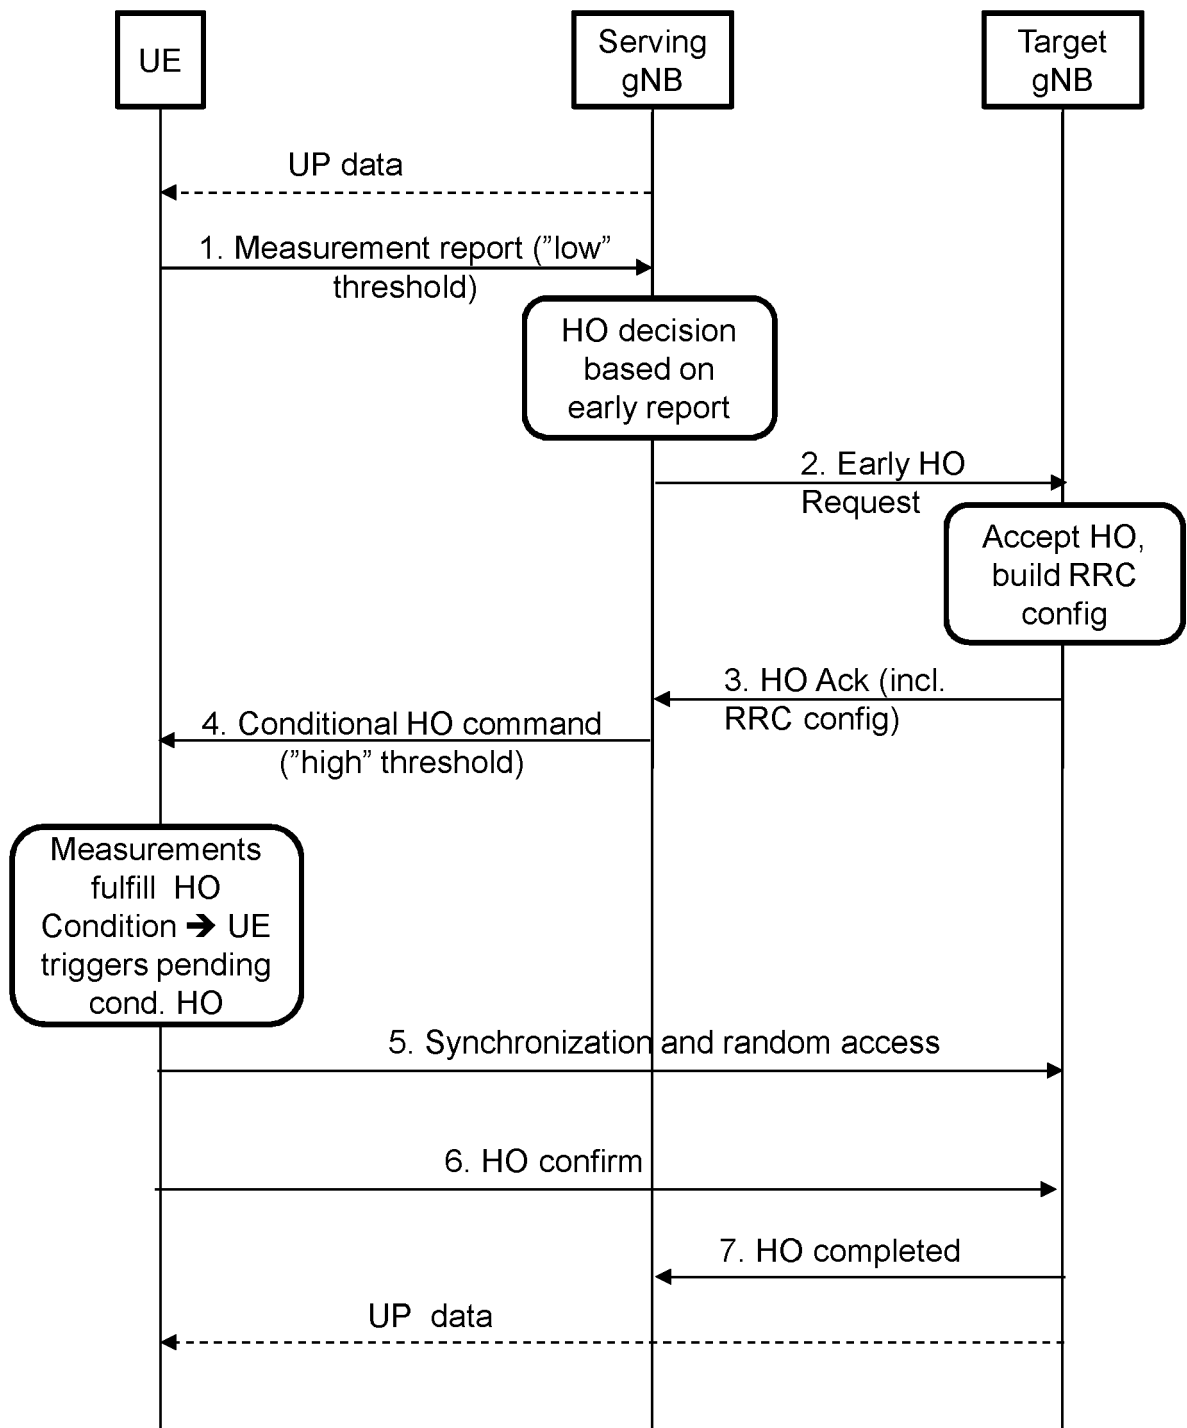 UE
Serving
gNB
Target
gNB
UP data
1. Measurement report (”low”
threshold)
HO decision
based on
early report
2. Early HO
Request
Accept HO,
build RRC
config
3. HO Ack (incl.
RRC config)
4. Conditional HO command
(”high” threshold)
Measurements
fulfill HO
Condition ➔ UE
triggers pending
cond. HO
5. Synchronization and random access
6. HO confirm
7. HO completed
UP data